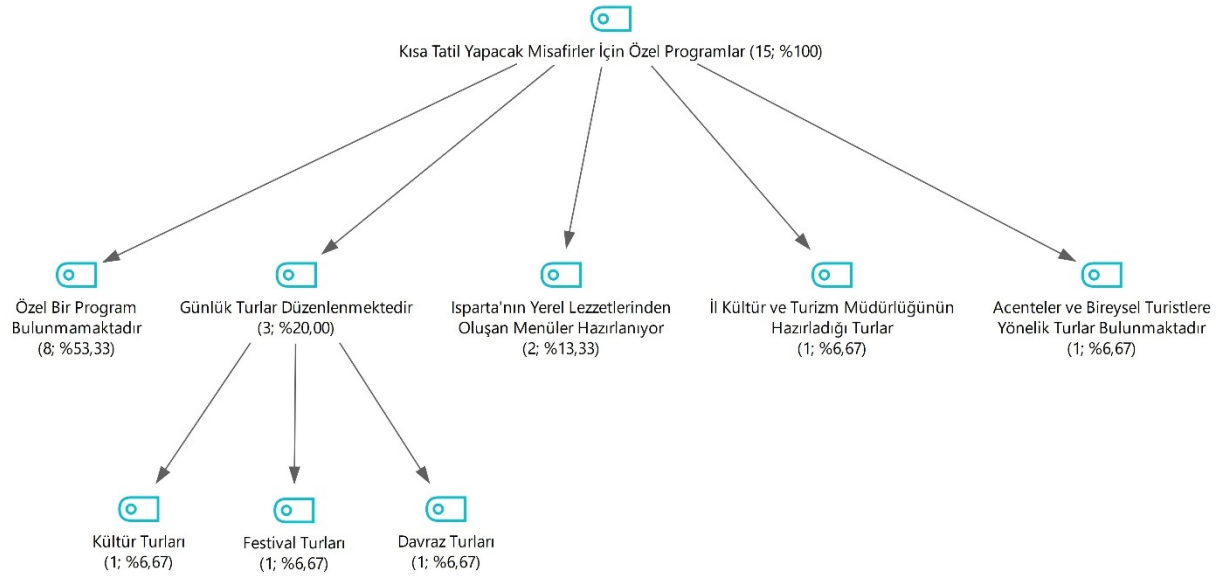 Kısa Tatil Yapacak Misafirler İçin Özel Programlar (15; %100)
Özel Bir Program
Bulunmamaktadır
(8; %53,33)
Günlük Turlar Düzenlenmektedir
(3; %20,00)
Isparta'nın Yerel Lezzetlerinden
Oluşan Menüler Hazırlanıyor
(2; %13,33)
İl Kültür ve Turizm Müdürlüğünün
Hazırladığı Turlar
(1; %6,67)
Acenteler ve Bireysel Turistlere
Yönelik Turlar Bulunmaktadır
(1; %6,67)
Kültür Turları
(1; %6,67)
Festival Turları
(1; %6,67)
Davraz Turları
(1; %6,67)